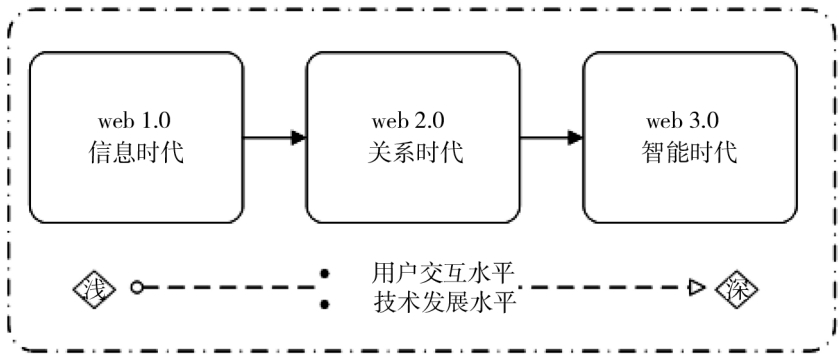 web 1.0
信息时代
web 2.0
关系时代
web 3.0
智能时代
浅
• 用户交互水平
• 技术发展水平
深